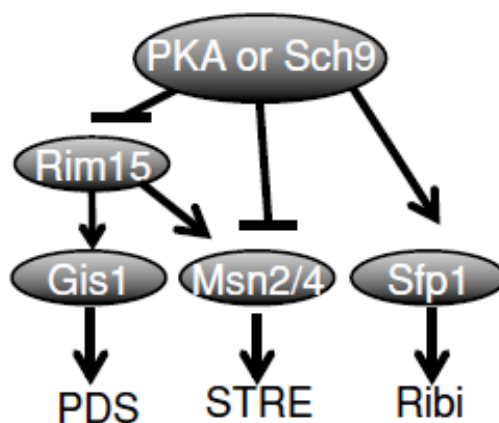 PKA or Sch9
Rim15
Gis1 Msn2/4 Sfp1
PDS STRE Ribi